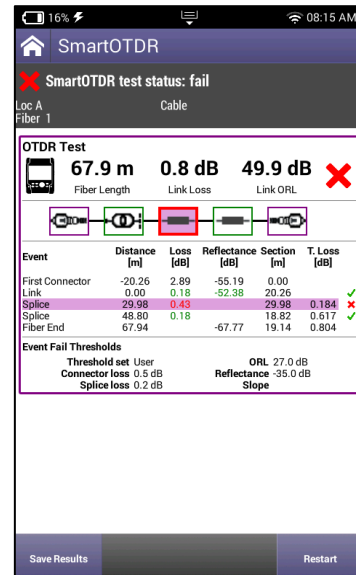 16%
08:15 AM
SmartOTDR
SmartOTDR test status: fail
Loc A Cable
Fiber 1
OTDR Test
67.9 m 0.8 dB 49.9 dB
Fiber Length Link Loss Link ORL
Event Distance [m] Loss [dB] Reflectance [dB] Section [m] T. Loss [dB]
First Connector -20.26 2.89 -55.19 0.00
Link 0.00 0.18 -52.38 20.26
Splice 29.98 0.43 29.98 0.184
Splice 48.80 0.18 18.82 0.617
Fiber End 67.94 -67.77 19.14 0.804
Event Fail Thresholds
Threshold set User ORL 27.0 dB
Connector loss 0.5 dB Reflectance -35.0 dB
Splice loss 0.2 dB Slope
Save Results Restart